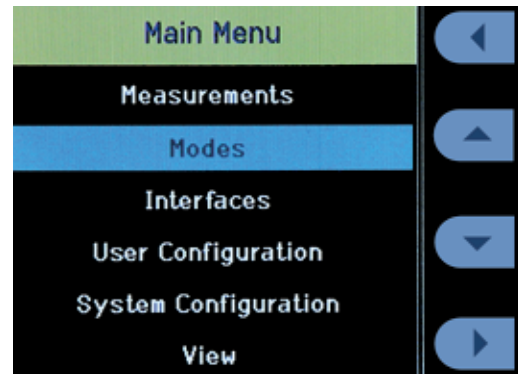 Main Menu
Measurements
Modes
Interfaces
User Configuration
System Configuration
View